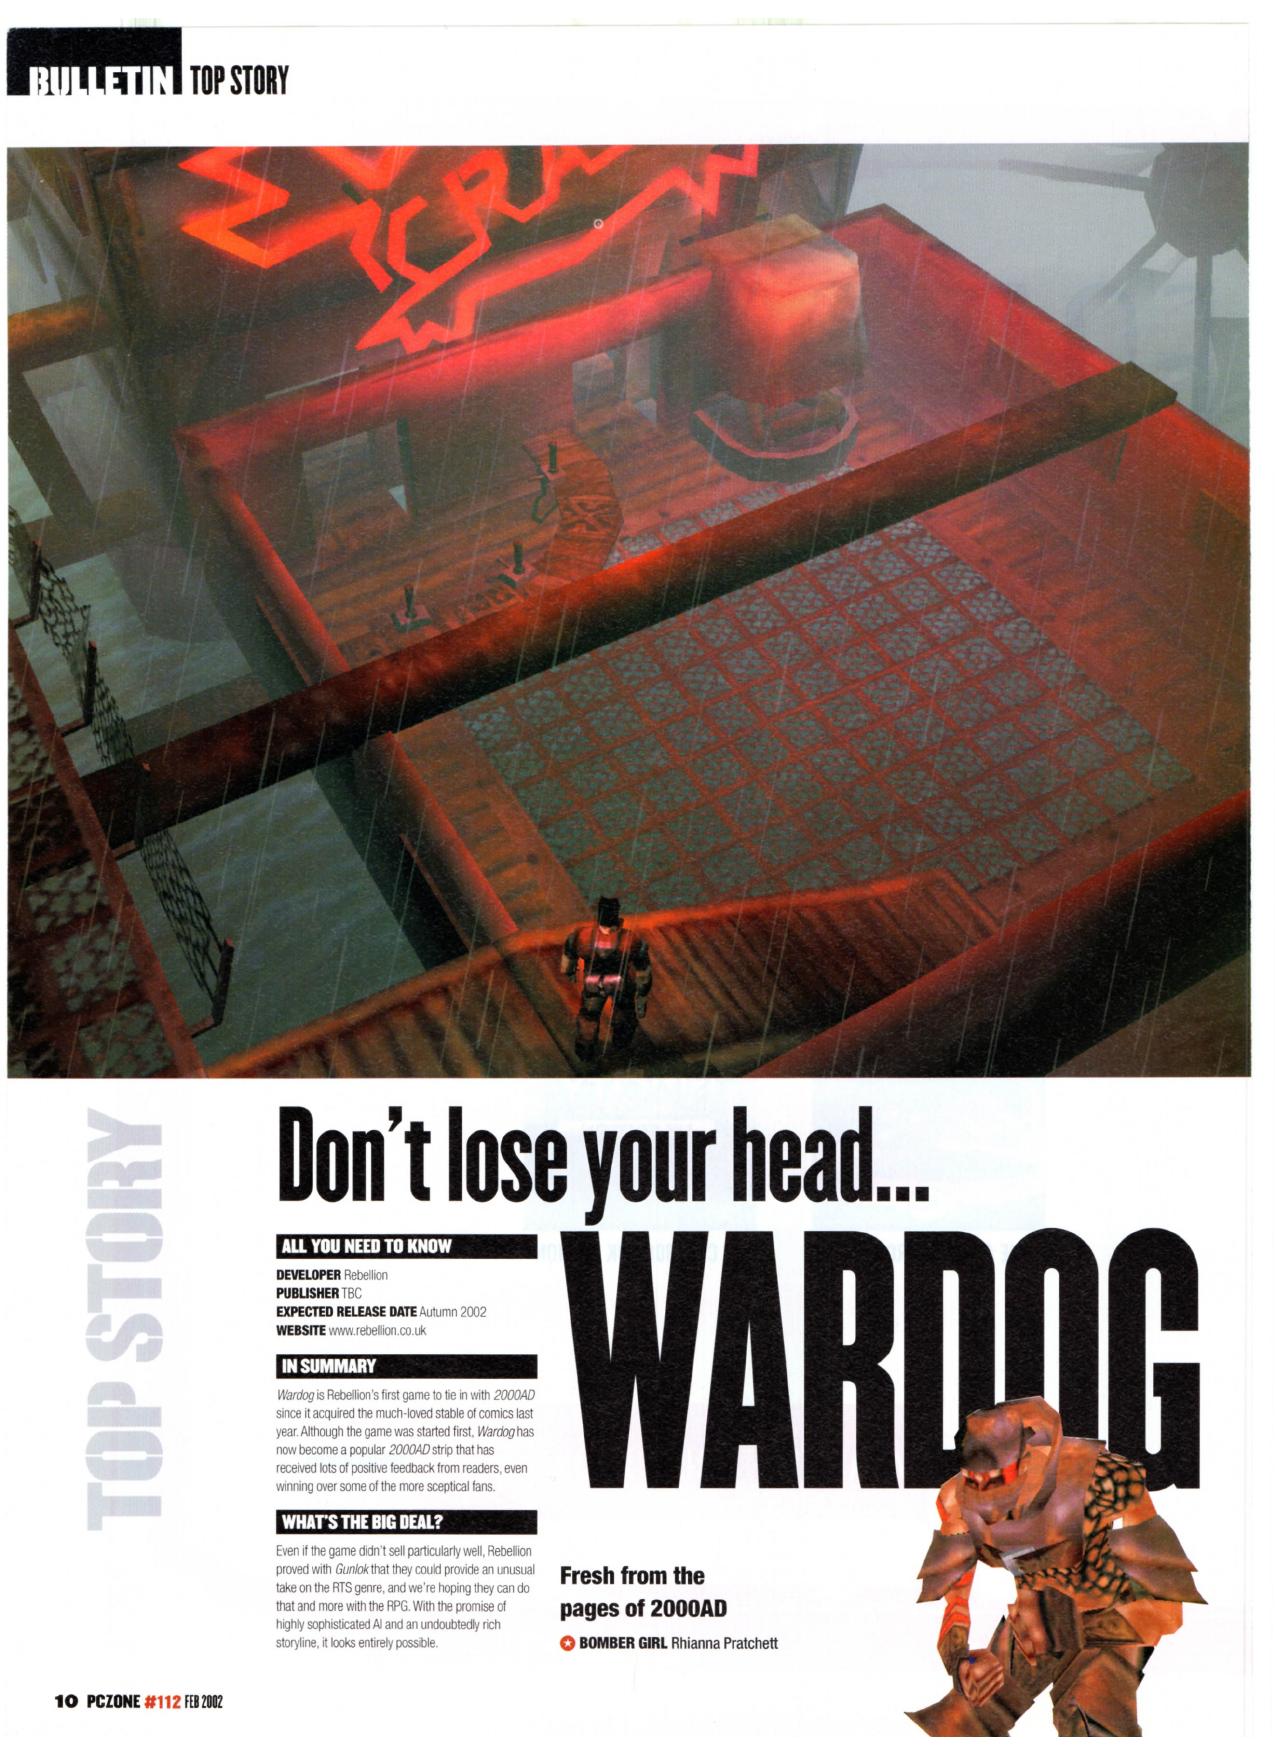 BULLETIN TOP STORY
TOP STORY
Don't lose your head...
WARDOG
ALL YOU NEED TO KNOW
DEVELOPER Rebellion
PUBLISHER TBC
EXPECTED RELEASE DATE Autumn 2002
WEBSITE www.rebellion.co.uk
IN SUMMARY
Wardog is Rebellion's first game to tie in with 2000AD
since it acquired the much-loved stable of comics last
year. Although the game was started first, Wardog has
now become a popular 2000AD strip that has
received lots of positive feedback from readers, even
winning over some of the more sceptical fans.
WHAT'S THE BIG DEAL?
Even if the game didn't sell particularly well, Rebellion
proved with Gunlok that they could provide an unusual
take on the RTS genre, and we're hoping they can do
that and more with the RPG. With the promise of
highly sophisticated AI and an undoubtedly rich
storyline, it looks entirely possible.
Fresh from the
pages of 2000AD
BOMBER GIRL Rhianna Pratchett
10 PCZONE #112 FEB 2002